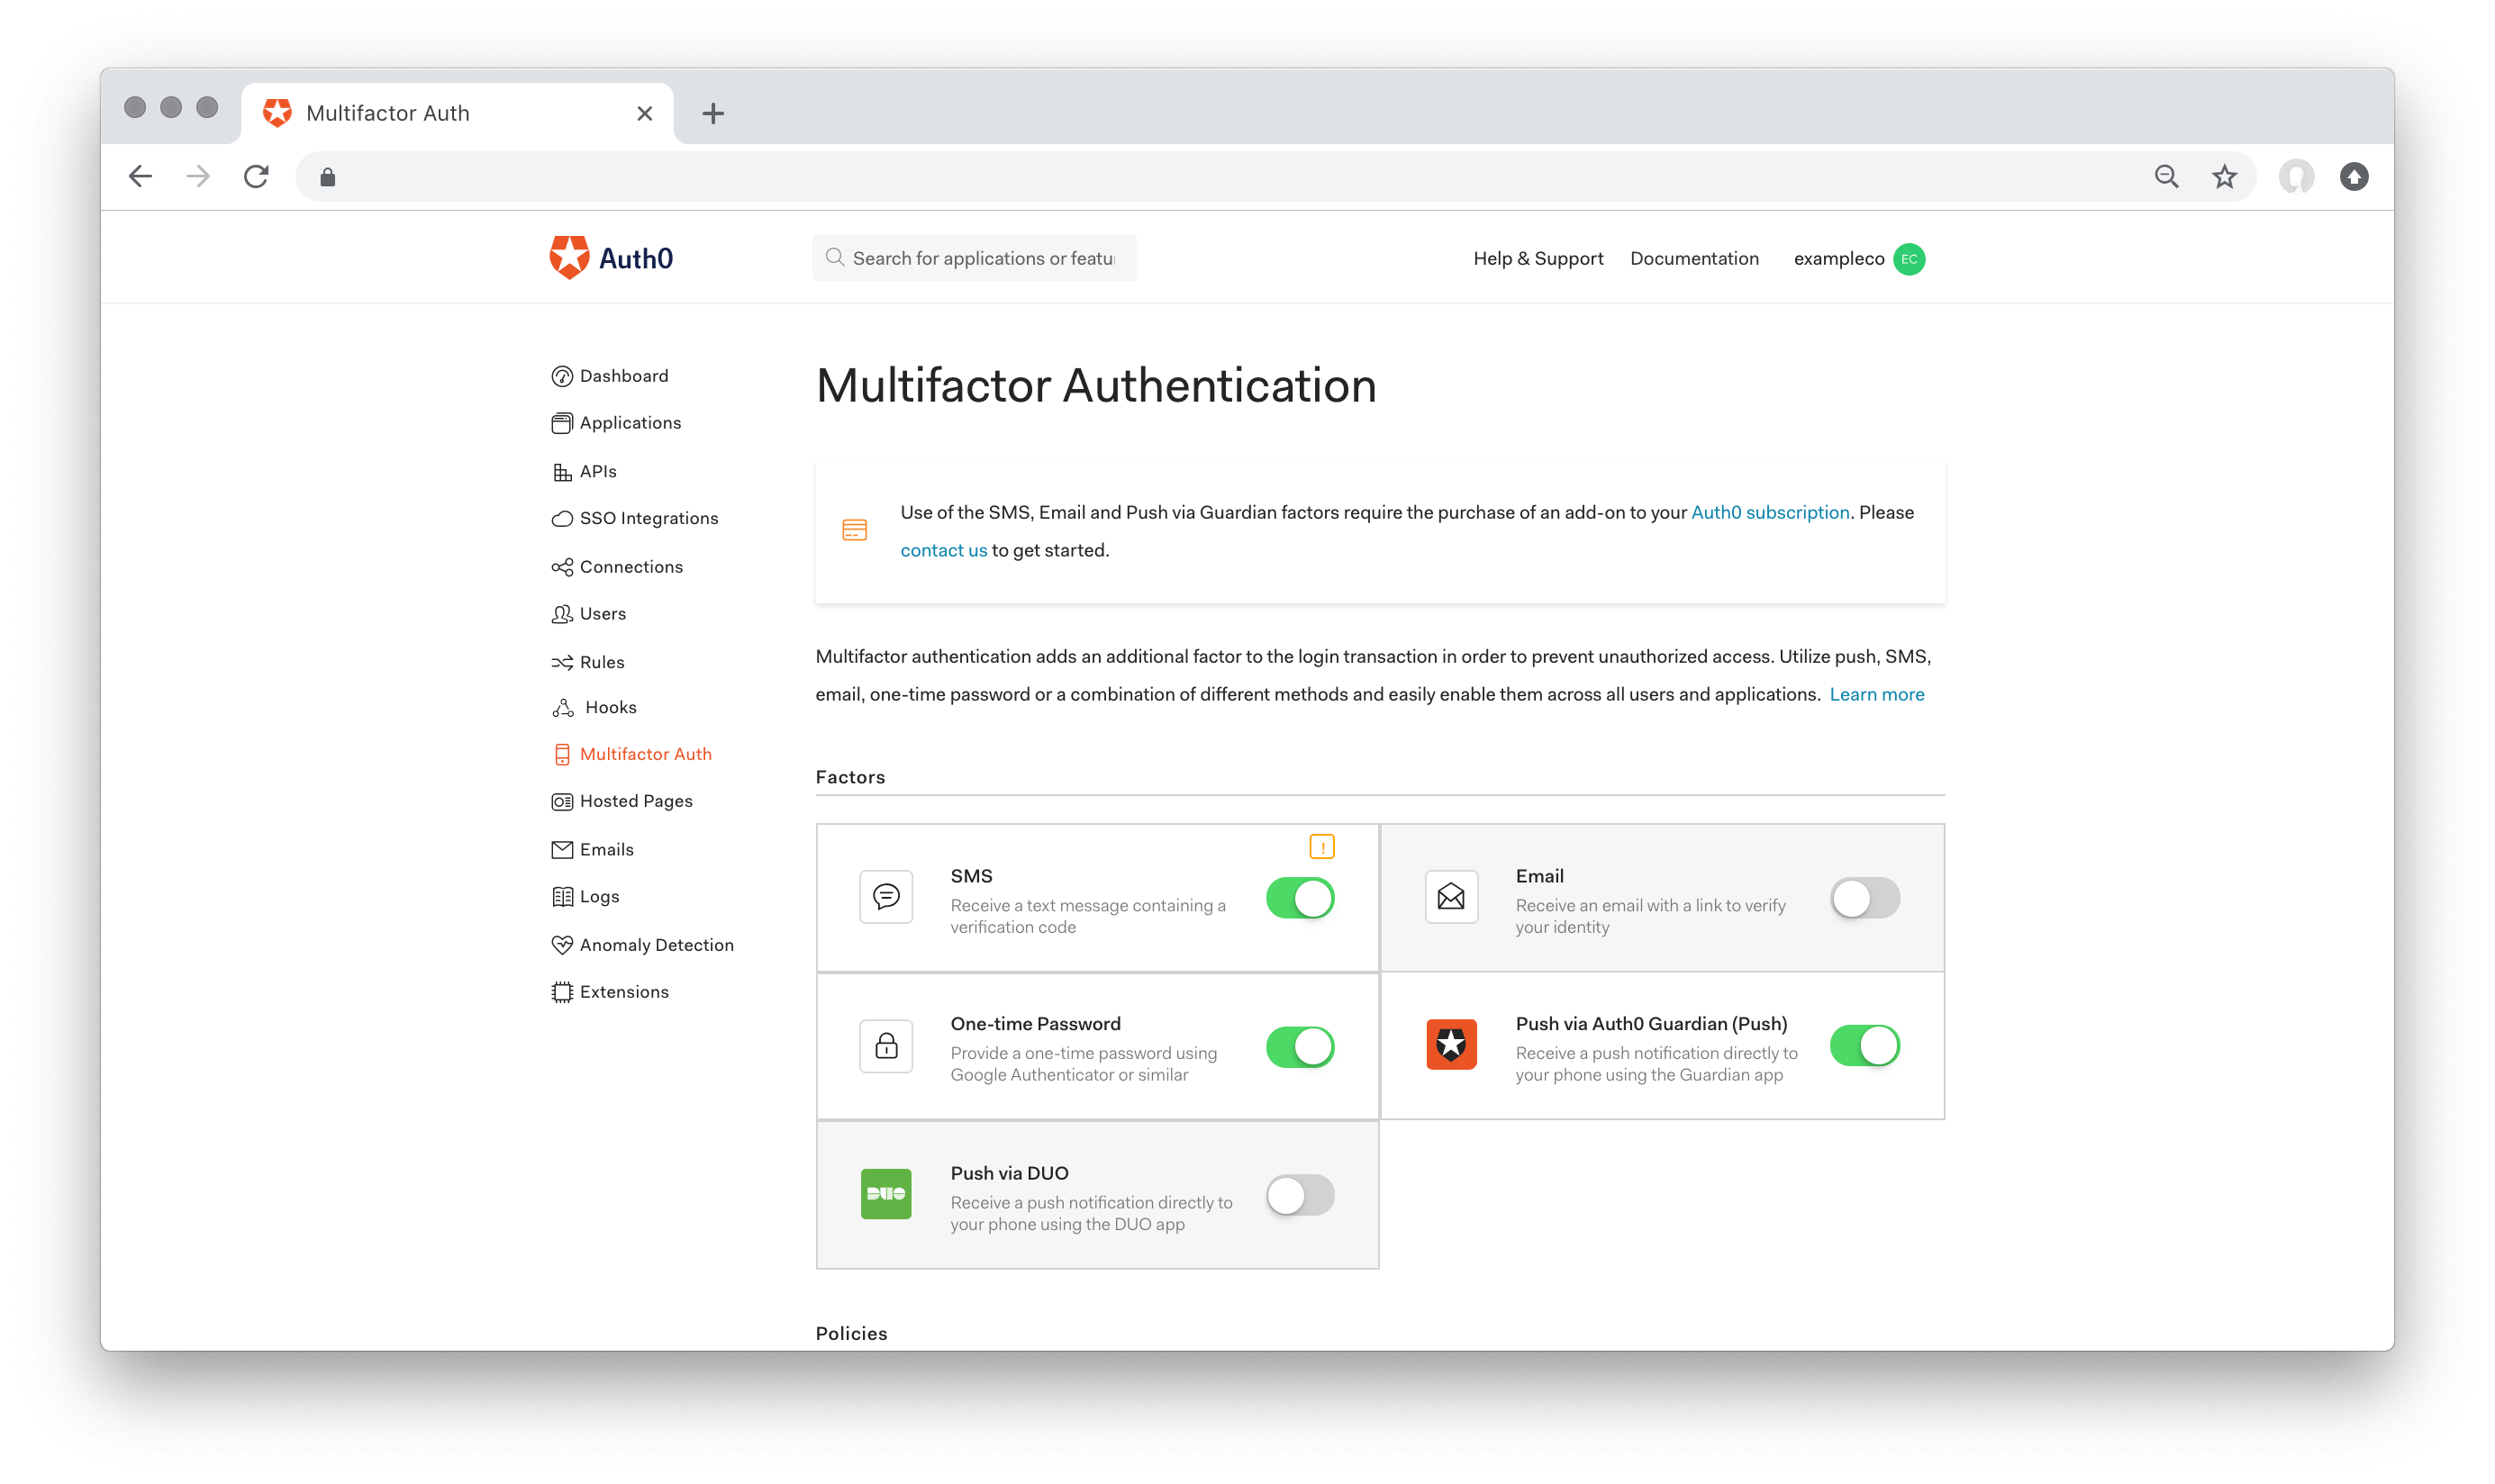 Multifactor Auth
Auth0
Search for applications or featu
Help & Support
Documentation
exampleco
EC
Dashboard
Applications
APIs
SSO Integrations
Connections
Users
Rules
Hooks
Multifactor Auth
Hosted Pages
Emails
Logs
Anomaly Detection
Extensions
Multifactor Authentication
Use of the SMS, Email and Push via Guardian factors require the purchase of an add-on to your Auth0 subscription. Please
contact us to get started.
Multifactor authentication adds an additional factor to the login transaction in order to prevent unauthorized access. Utilize push, SMS,
email, one-time password or a combination of different methods and easily enable them across all users and applications. Learn more
Factors
!
SMS
Receive a text message containing a
verification code
Email
Receive an email with a link to verify
your identity
One-time Password
Provide a one-time password using
Google Authenticator or similar
Push via Auth0 Guardian (Push)
Receive a push notification directly to
your phone using the Guardian app
DUO
Push via DUO
Receive a push notification directly to
your phone using the DUO app
Policies